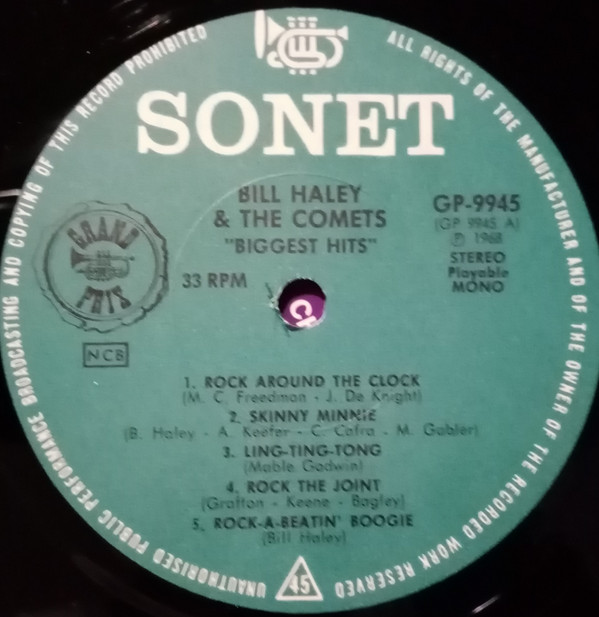 UNAUTHORISED PUBLIC PERFORMANCE BROADCASTING AND COPYING OF THIS RECORD PROHIBITED
ALL RIGHTS OF THE MANUFACTURER AND OF THE OWNER OF THE RECORDED WORK RESERVED
SONET
BILL HALEY
& THE COMETS
"BIGGEST HITS"
GP-9945
(GP 9945 A)
℗ 1968
STEREO
Playable
MONO
GRAND
PRIX
33 RPM
NCB
1. ROCK AROUND THE CLOCK
(M. C. Freedman - J. De Knight)
2. SKINNY MINNIE
(B. Haley - A. Keefer - C. Cafra - M. Gabler)
3. LING-TING-TONG
(Mable Godwin)
4. ROCK THE JOINT
(Grafton - Keene - Bagley)
5. ROCK-A-BEATIN' BOOGIE
(Bill Haley)
45